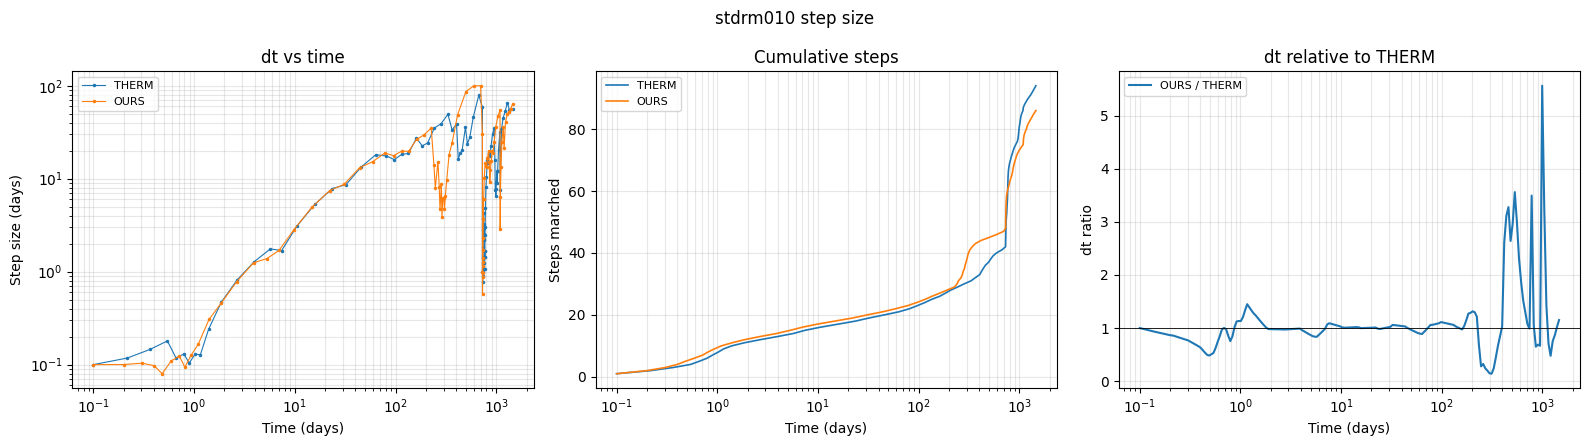 stdrm010 step size
dt vs time
THERM
OURS
10²
10¹
10⁰
10⁻¹
Step size (days)
10⁻¹
10⁰
10¹
10²
10³
Time (days)
Cumulative steps
THERM
OURS
80
60
40
20
0
Steps marched
10⁻¹
10⁰
10¹
10²
10³
Time (days)
dt relative to THERM
OURS / THERM
5
4
3
2
1
0
dt ratio
10⁻¹
10⁰
10¹
10²
10³
Time (days)